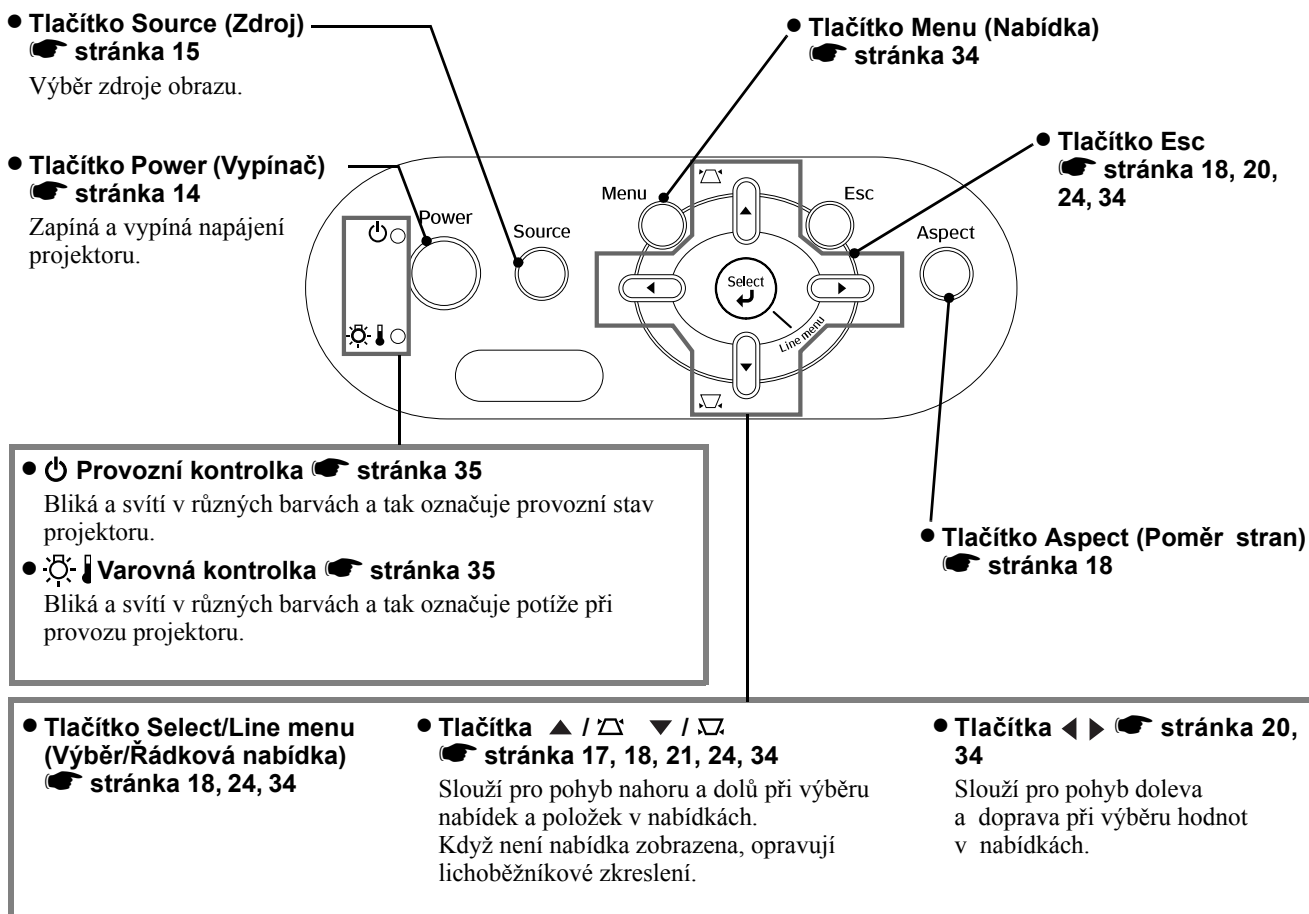 ● Tlačítko Source (Zdroj)
☛ stránka 15
Výběr zdroje obrazu.
● Tlačítko Menu (Nabídka)
☛ stránka 34
● Tlačítko Power (Vypínač)
☛ stránka 14
Zapíná a vypíná napájení
projektoru.
● Tlačítko Esc
☛ stránka 18, 20,
24, 34
Power
Source
Menu
Esc
Aspect
Select
Line menu
● Provozní kontrolka ☛ stránka 35
Bliká a svítí v různých barvách a tak označuje provozní stav
projektoru.
● Varovná kontrolka ☛ stránka 35
Bliká a svítí v různých barvách a tak označuje potíže při
provozu projektoru.
● Tlačítko Aspect (Poměr stran)
☛ stránka 18
● Tlačítko Select/Line menu
(Výběr/Řádková nabídka)
☛ stránka 18, 24, 34
● Tlačítka ▲ / ▼ /
☛ stránka 17, 18, 21, 24, 34
Slouží pro pohyb nahoru a dolů při výběru
nabídek a položek v nabídkách.
Když není nabídka zobrazena, opravují
lichoběžníkové zkreslení.
● Tlačítka ◀ ▶ ☛ stránka 20,
34
Slouží pro pohyb doleva
a doprava při výběru hodnot
v nabídkách.